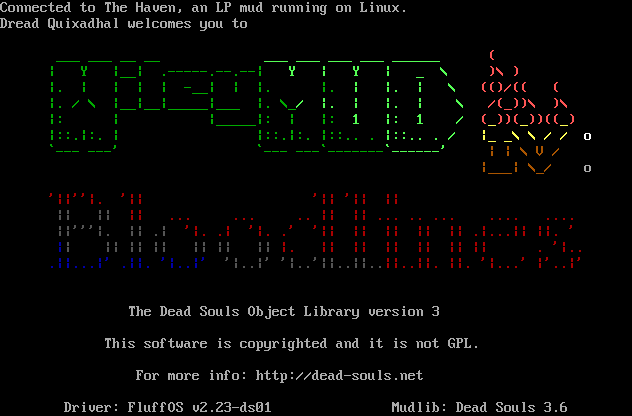 Connected to The Haven, an LP mud running on Linux.
Dread Quixadhal welcomes you to
WileyMUD
Bloodlines
The Dead Souls Object Library version 3
This software is copyrighted and it is not GPL.
For more info: http://dead-souls.net
Driver: FluffOS v2.23-ds01 Mudlib: Dead Souls 3.6